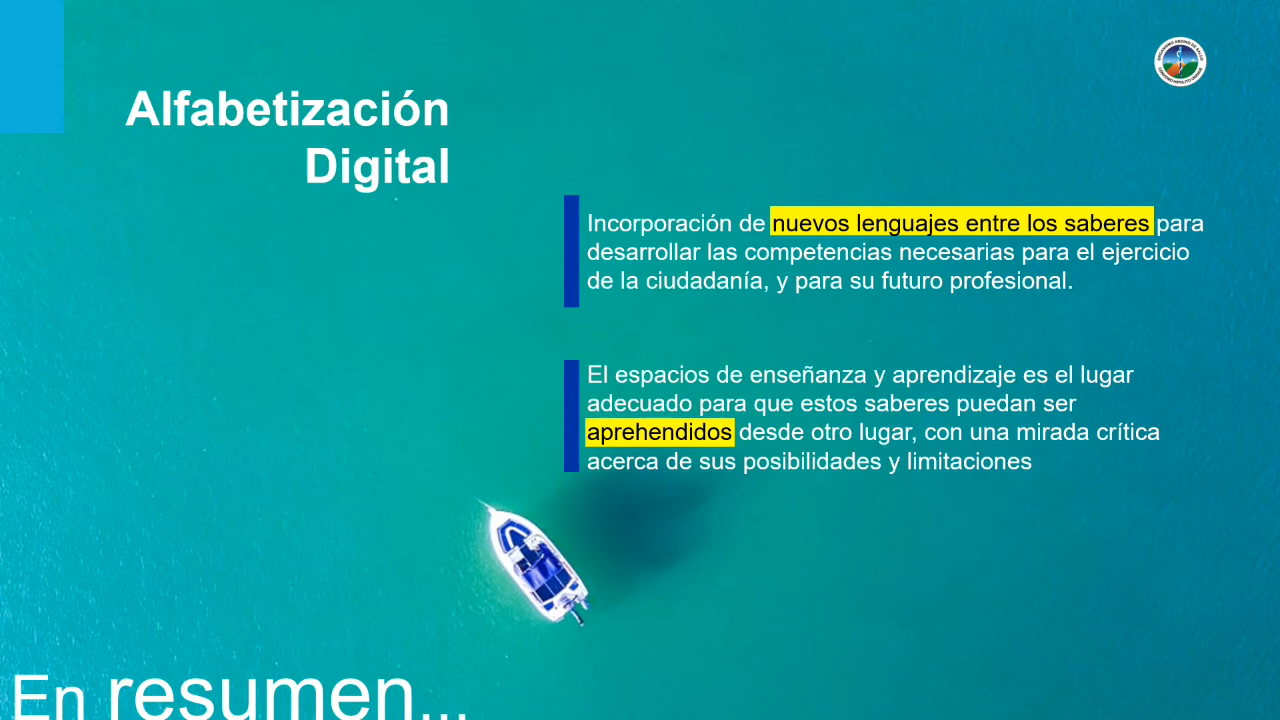 Alfabetización
Digital
Incorporación de nuevos lenguajes entre los saberes para
desarrollar las competencias necesarias para el ejercicio
de la ciudadanía, y para su futuro profesional.
El espacios de enseñanza y aprendizaje es el lugar
adecuado para que estos saberes puedan ser
aprehendidos desde otro lugar, con una mirada crítica
acerca de sus posibilidades y limitaciones
En resumen...